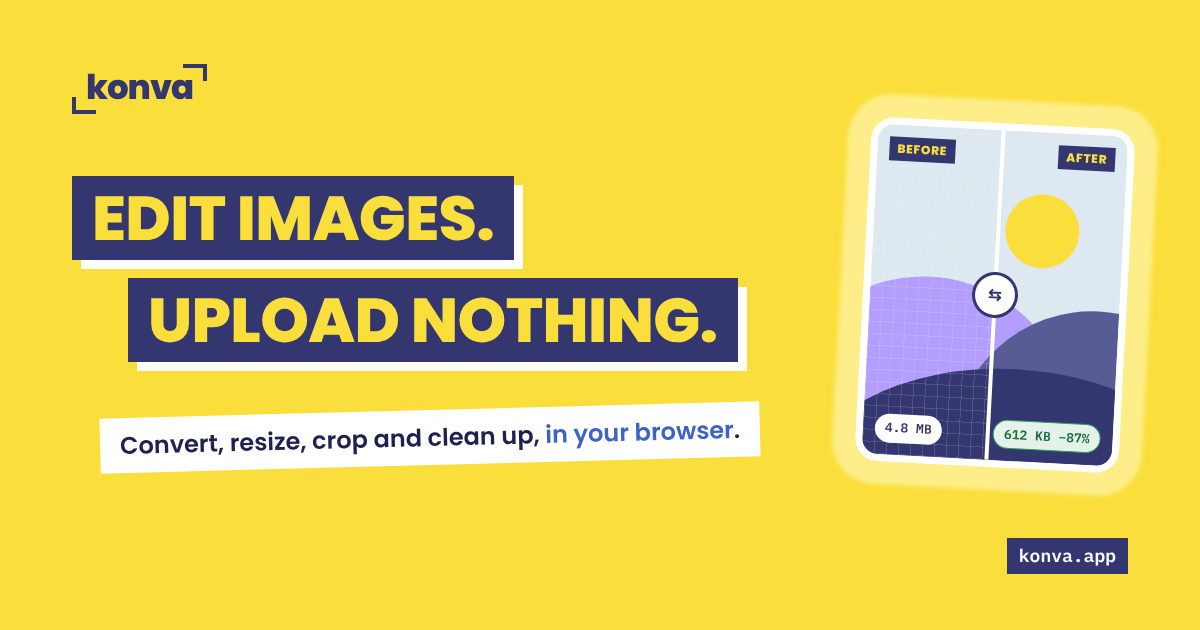 konva
EDIT IMAGES.
UPLOAD NOTHING.
Convert, resize, crop and clean up, in your browser.
BEFORE
AFTER
⇆
4.8 MB
612 KB −87%
konva.app